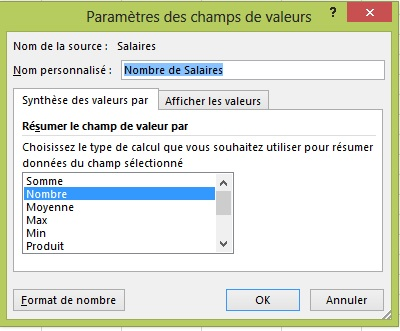 Paramètres des champs de valeurs ? x
Nom de la source : Salaires
Nom personnalisé : Nombre de Salaires
Synthèse des valeurs par Afficher les valeurs
Résumer le champ de valeur par
Choisissez le type de calcul que vous souhaitez utiliser pour résumer
données du champ sélectionné
Somme
Nombre
Moyenne
Max
Min
Produit
Format de nombre OK Annuler